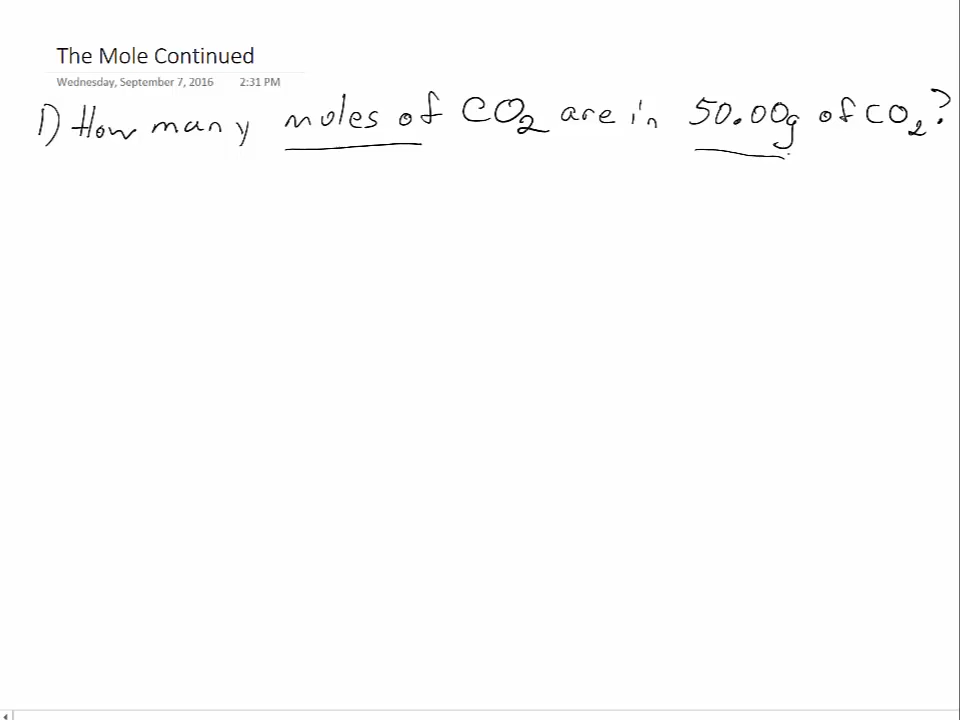 The Mole Continued
Wednesday, September 7, 2016 2:31 PM
1) How many moles of CO₂ are in 50.00g of CO₂?